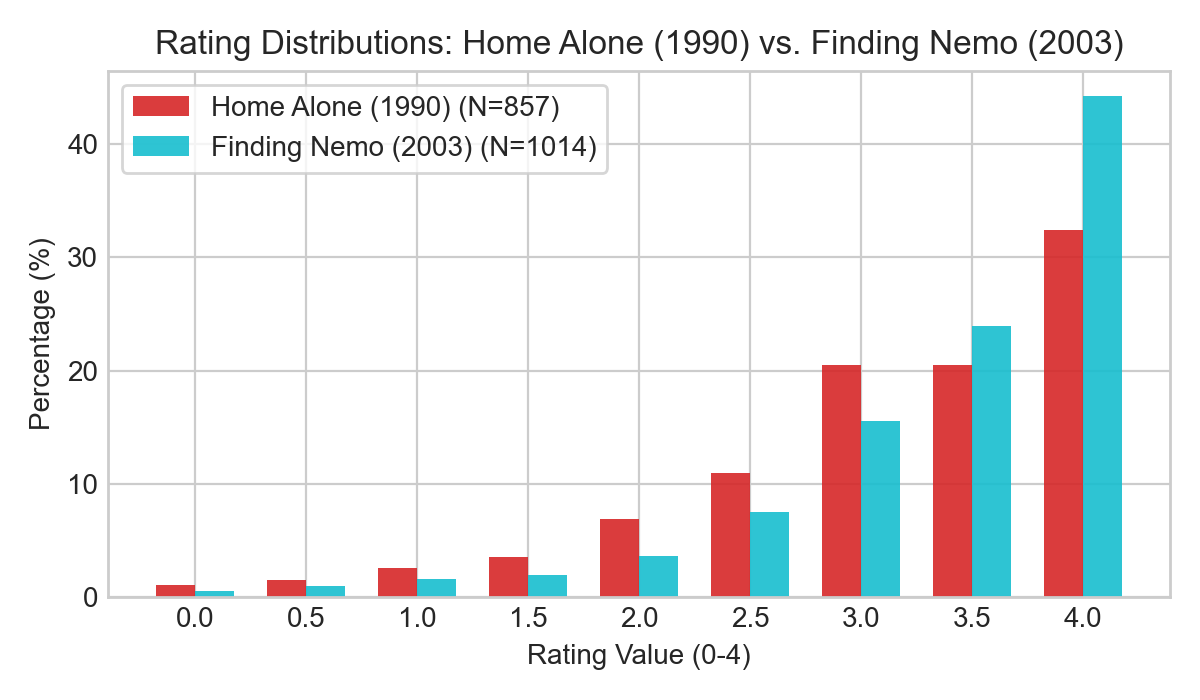 Rating Distributions: Home Alone (1990) vs. Finding Nemo (2003)
Home Alone (1990) (N=857)
Finding Nemo (2003) (N=1014)
Percentage (%)
40
30
20
10
0
0.0 0.5 1.0 1.5 2.0 2.5 3.0 3.5 4.0
Rating Value (0-4)